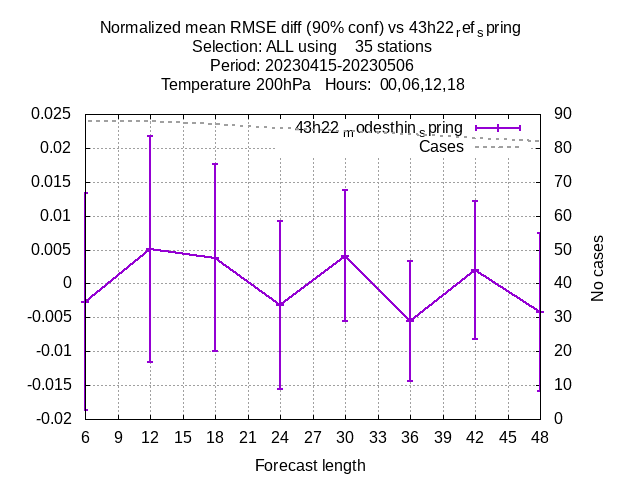 Normalized mean RMSE diff (90% conf) vs 43h22refspring
Selection: ALL using 35 stations
Period: 20230415-20230506
Temperature 200hPa Hours: 00,06,12,18
43h22modesthinspring
Cases
0.025
0.02
0.015
0.01
0.005
0
-0.005
-0.01
-0.015
-0.02
90
80
70
60
50
40
30
20
10
0
No cases
6 9 12 15 18 21 24 27 30 33 36 39 42 45 48
Forecast length